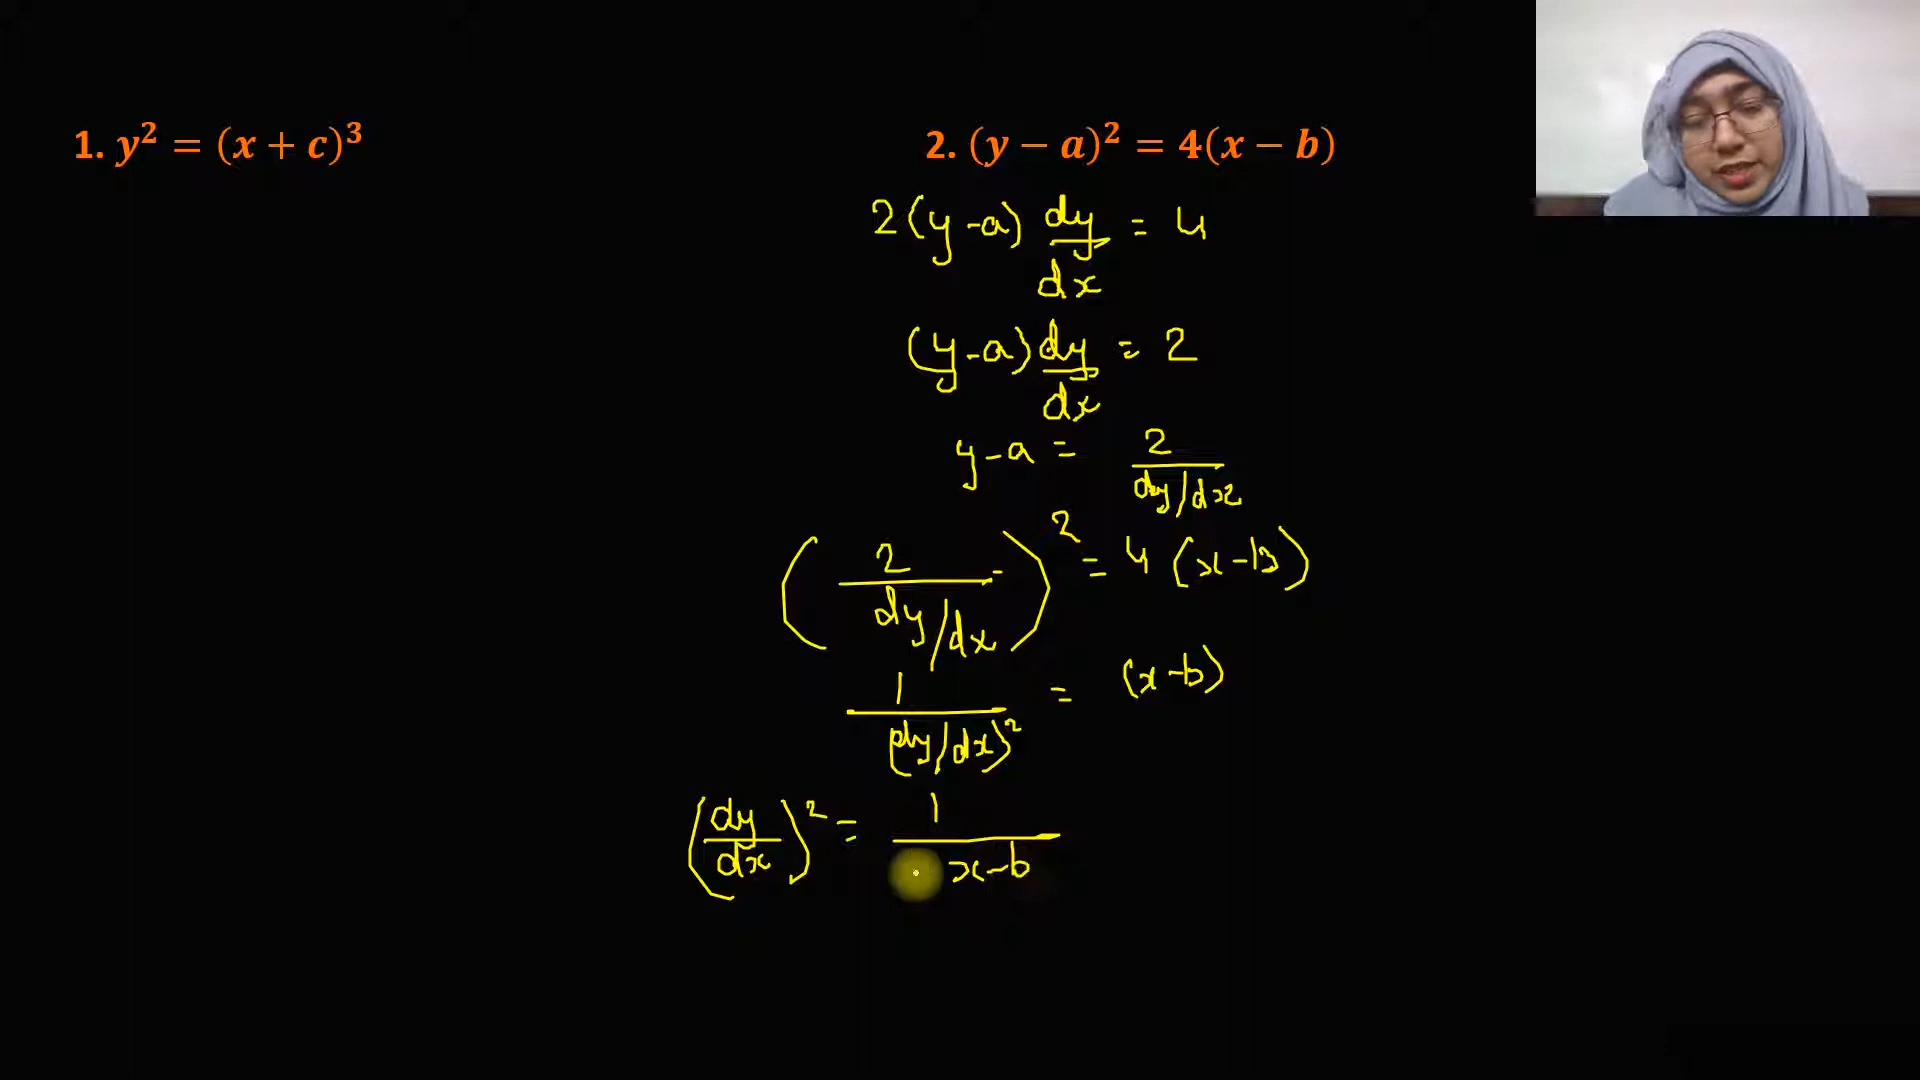 1. y² = (x + c)³
2. (y − a)² = 4(x − b)
2(y-a) dy/dx = 4
(y-a) dy/dx = 2
y-a = 2/(dy/dx)
(2/(dy/dx))² = 4(x-b)
1/(dy/dx)² = (x-b)
(dy/dx)² = 1/(x-b)